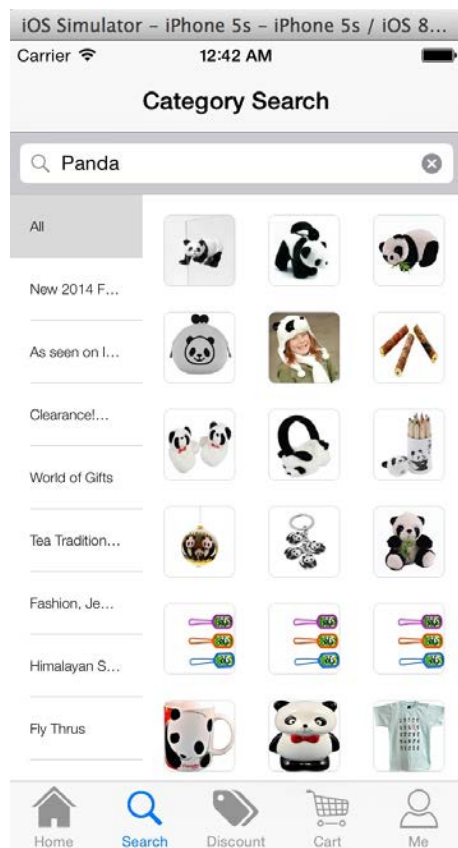 iOS Simulator – iPhone 5s – iPhone 5s / iOS 8...
Carrier 12:42 AM
Category Search
Panda
All
New 2014 F...
As seen on I...
Clearance!...
World of Gifts
Tea Tradition...
Fashion, Je...
Himalayan S...
Fly Thrus
Home Search Discount Cart Me